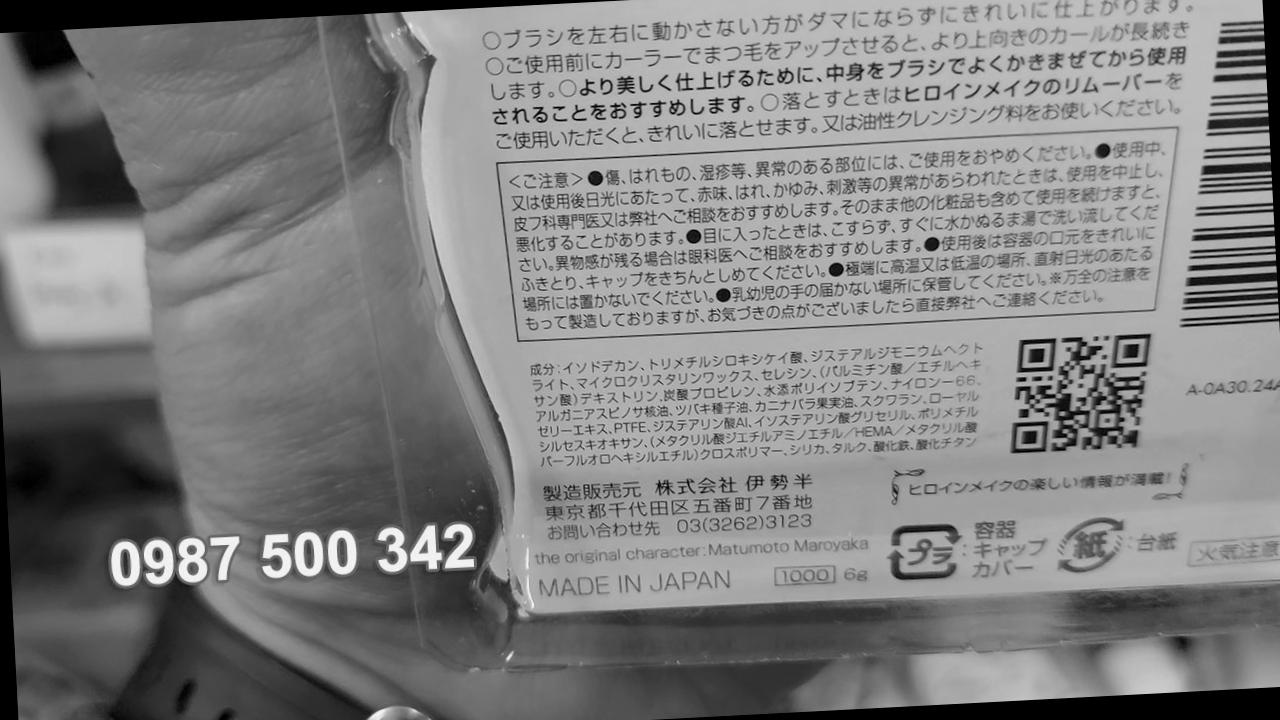 ○ブラシを左右に動かさない方がダマにならずにきれいに仕上がります。
○ご使用前にカーラーでまつ毛をアップさせると、より上向きのカールが長続き
します。○より美しく仕上げるために、中身をブラシでよくかきまぜてから使用
されることをおすすめします。○落とすときはヒロインメイクのリムーバーを
ご使用いただくと、きれいに落とせます。又は油性クレンジング料をお使いください。
＜ご注意＞●傷、はれもの、湿疹等、異常のある部位には、ご使用をおやめください。●使用中、
又は使用後日光にあたって、赤味、はれ、かゆみ、刺激等の異常があらわれたときは、使用を中止し、
皮フ科専門医又は弊社へご相談をおすすめします。そのまま他の化粧品も含めて使用を続けますと、
悪化することがあります。●目に入ったときは、こすらず、すぐに水かぬるま湯で洗い流してくだ
さい。異物感が残る場合は眼科医へご相談をおすすめします。●使用後は容器の口元をきれいに
ふきとり、キャップをきちんとしめてください。●極端に高温又は低温の場所、直射日光のあたる
場所には置かないでください。●乳幼児の手の届かない場所に保管してください。※万全の注意を
もって製造しておりますが、お気づきの点がございましたら直接弊社へご連絡ください。
成分：イソドデカン、トリメチルシロキシケイ酸、ジステアルジモニウムヘクト
ライト、マイクロクリスタリンワックス、セレシン、（パルミチン酸／エチルヘキ
サン酸）デキストリン、炭酸プロピレン、水添ポリイソブテン、ナイロン－66、
アルガニアスピノサ核油、ツバキ種子油、カニナバラ果実油、スクワラン、ローヤル
ゼリーエキス、PTFE、ジステアリン酸Al、イソステアリン酸グリセリル、ポリメチル
シルセスキオキサン、（メタクリル酸ジエチルアミノエチル／HEMA／メタクリル酸
パーフルオロヘキシルエチル）クロスポリマー、シリカ、タルク、酸化鉄、酸化チタン
A-0A30.24A
製造販売元 株式会社 伊勢半
東京都千代田区五番町7番地
お問い合わせ先 03(3262)3123
ヒロインメイクの楽しい情報が満載！
the original character:Matumoto Maroyaka
MADE IN JAPAN 1000 6g
プラ：容器
キャップ
カバー
紙：台紙
火気注意
0987 500 342